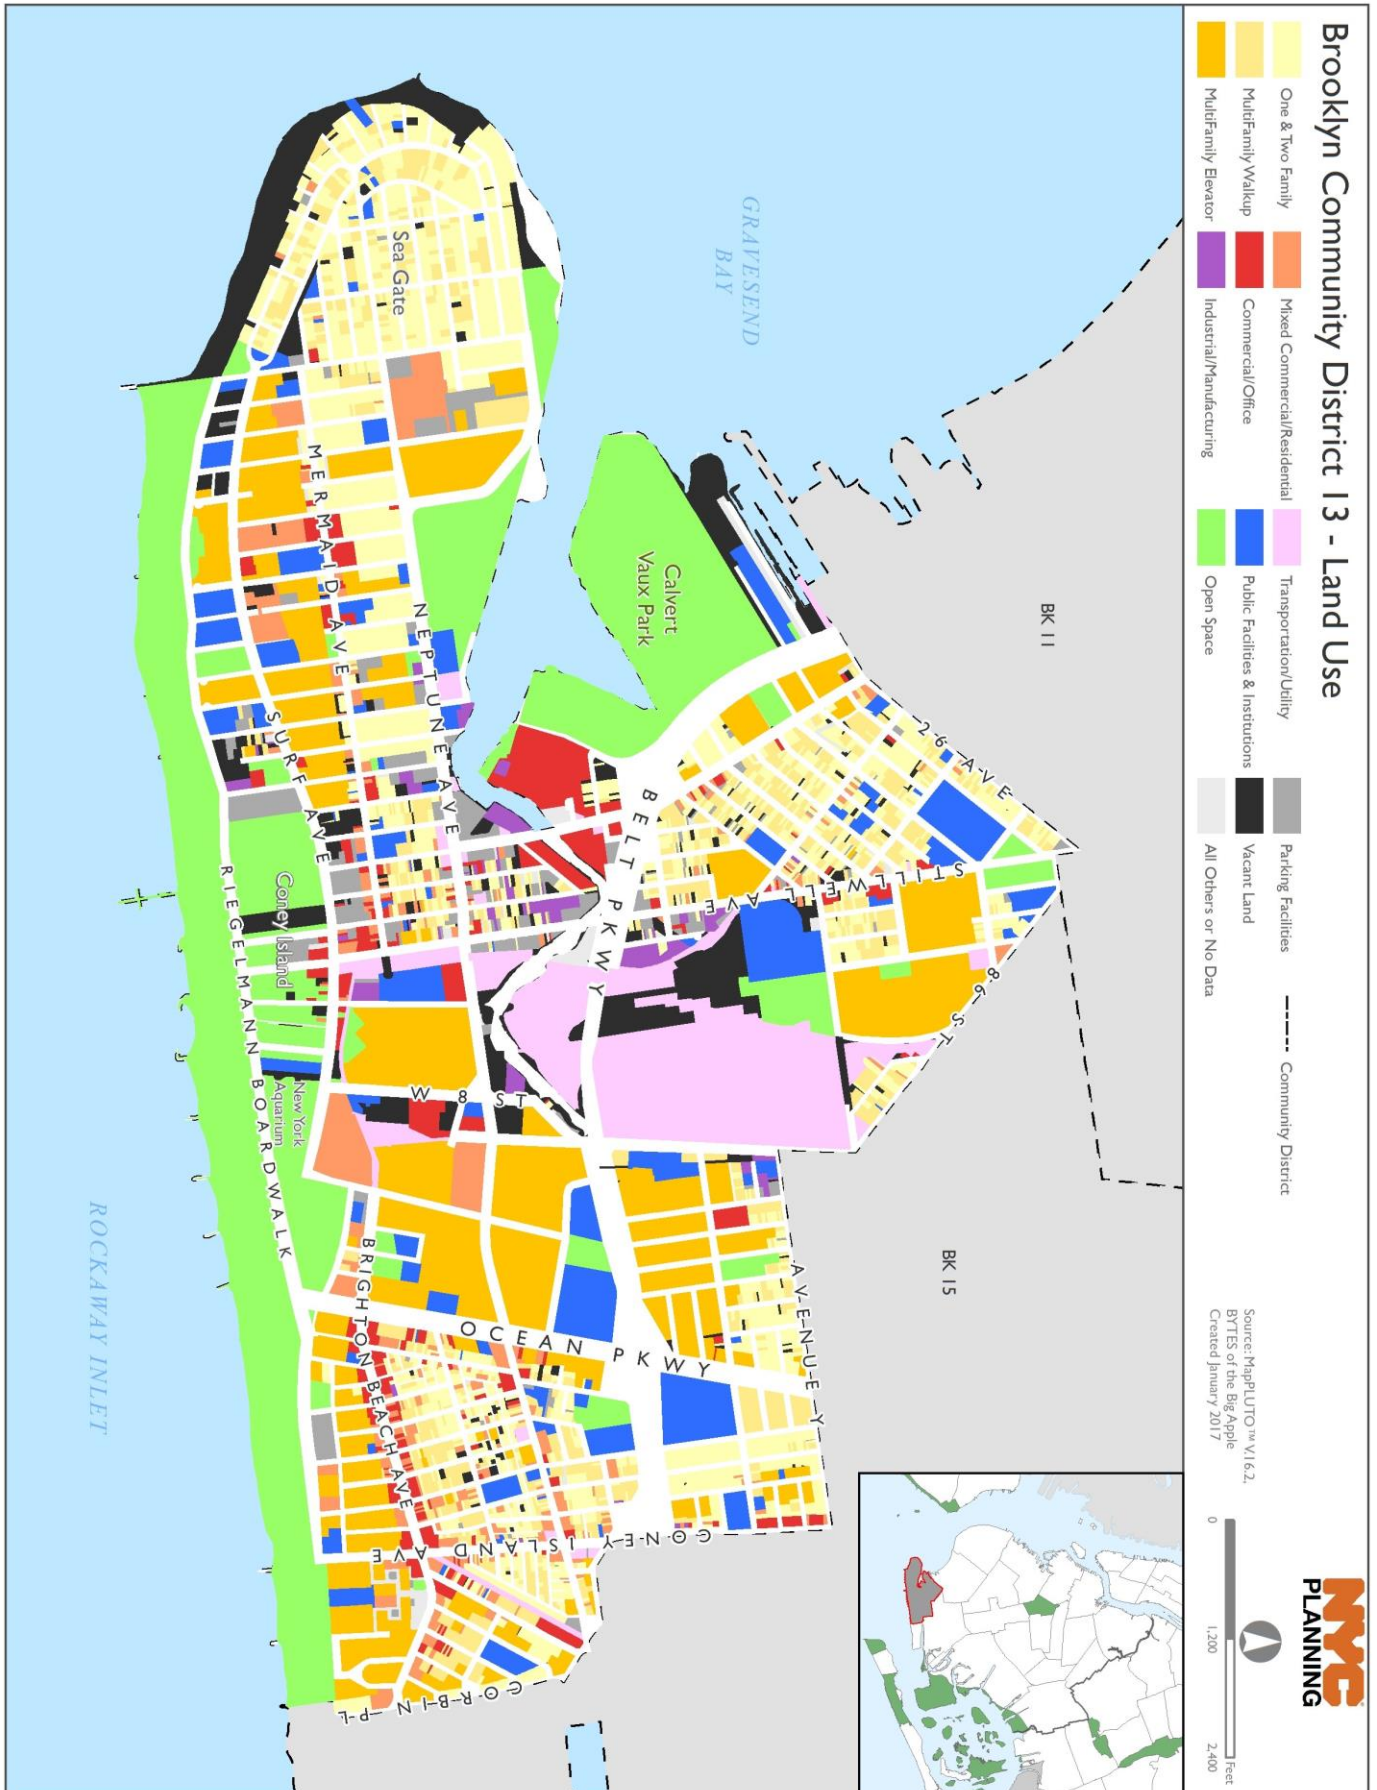 Brooklyn Community District 13 - Land Use
One & Two Family
MultiFamily Walkup
MultiFamily Elevator
Mixed Commercial/Residential
Commercial/Office
Industrial/Manufacturing
Transportation/Utility
Public Facilities & Institutions
Open Space
Parking Facilities
Vacant Land
All Others or No Data
Community District
Source: MapPLUTO™ V.16.2,
BYTES of the Big Apple
Created January 2017
0 1,200 2,400
Feet
NYC
PLANNING
BK 11
BK 15
GRAVESEND
BAY
Calvert
Vaux Park
Sea Gate
26 AVE
STILLWELL AVE
86 ST
BELT PKWY
AVENUE Y
NEPTUNE AVE
MERMAID AVE
SURF AVE
W 8 ST
OCEAN PKWY
CONEY ISLAND AVE
BRIGHTON BEACH AVE
CORBIN PL
Coney Island
New York
Aquarium
RIEGELMANN BOARDWALK
ROCKAWAY INLET